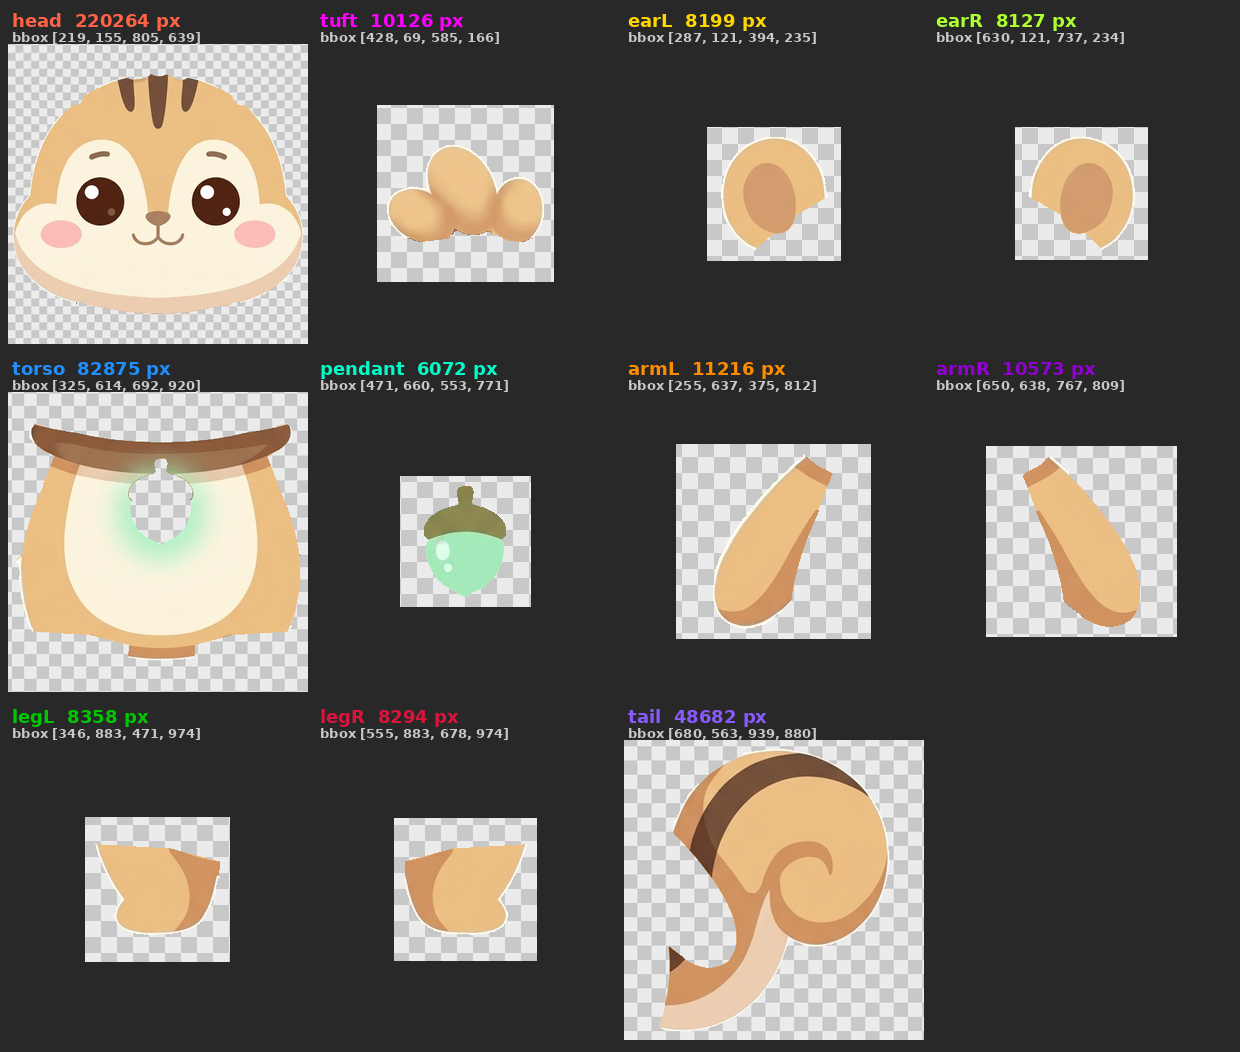 head 220264 px
bbox [219, 155, 805, 639]
tuft 10126 px
bbox [428, 69, 585, 166]
earL 8199 px
bbox [287, 121, 394, 235]
earR 8127 px
bbox [630, 121, 737, 234]
torso 82875 px
bbox [325, 614, 692, 920]
pendant 6072 px
bbox [471, 660, 553, 771]
armL 11216 px
bbox [255, 637, 375, 812]
armR 10573 px
bbox [650, 638, 767, 809]
legL 8358 px
bbox [346, 883, 471, 974]
legR 8294 px
bbox [555, 883, 678, 974]
tail 48682 px
bbox [680, 563, 939, 880]